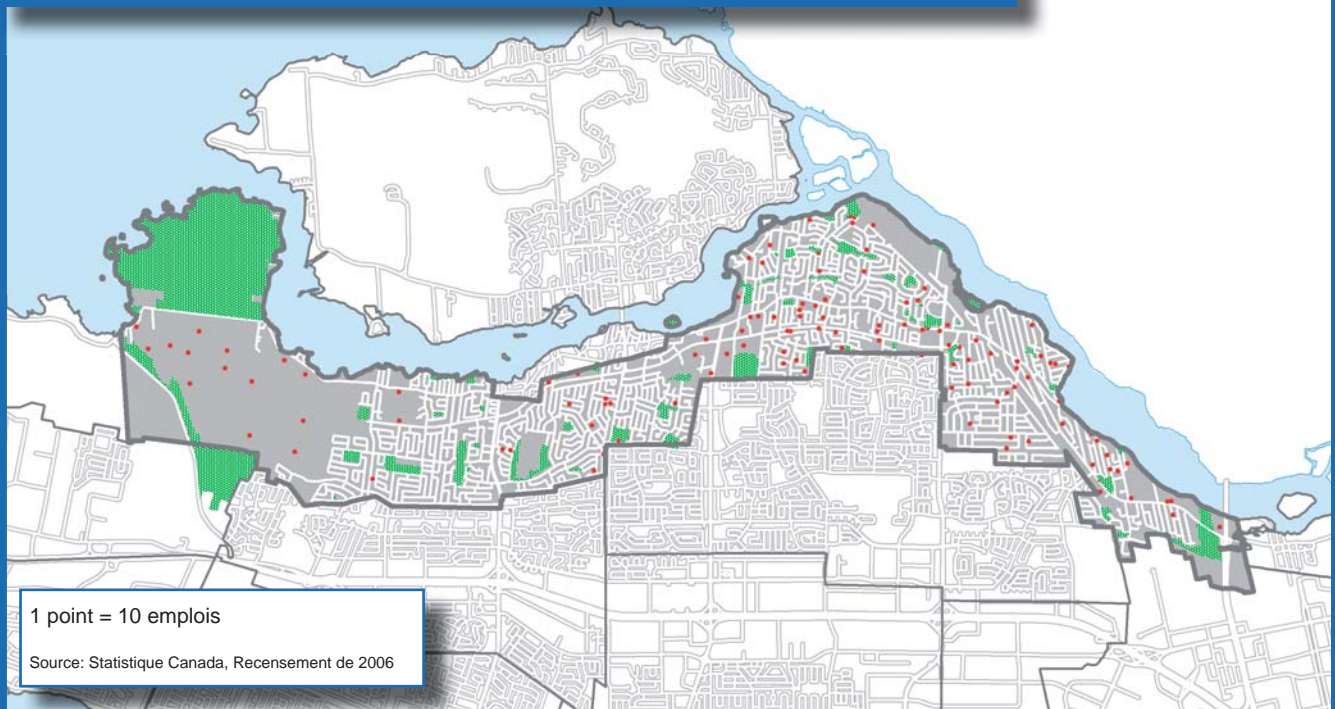 1 point = 10 emplois
Source: Statistique Canada, Recensement de 2006